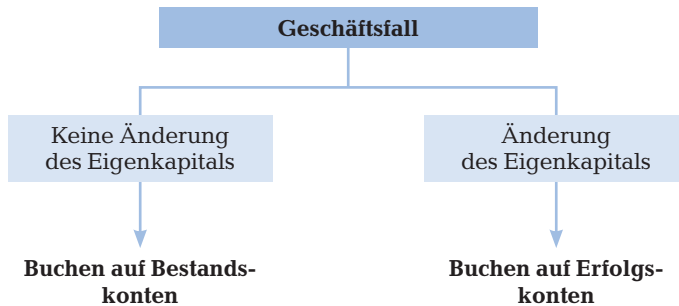 Geschäftsfall
Keine Änderung
des Eigenkapitals
Änderung
des Eigenkapitals
Buchen auf Bestands-
konten
Buchen auf Erfolgs-
konten